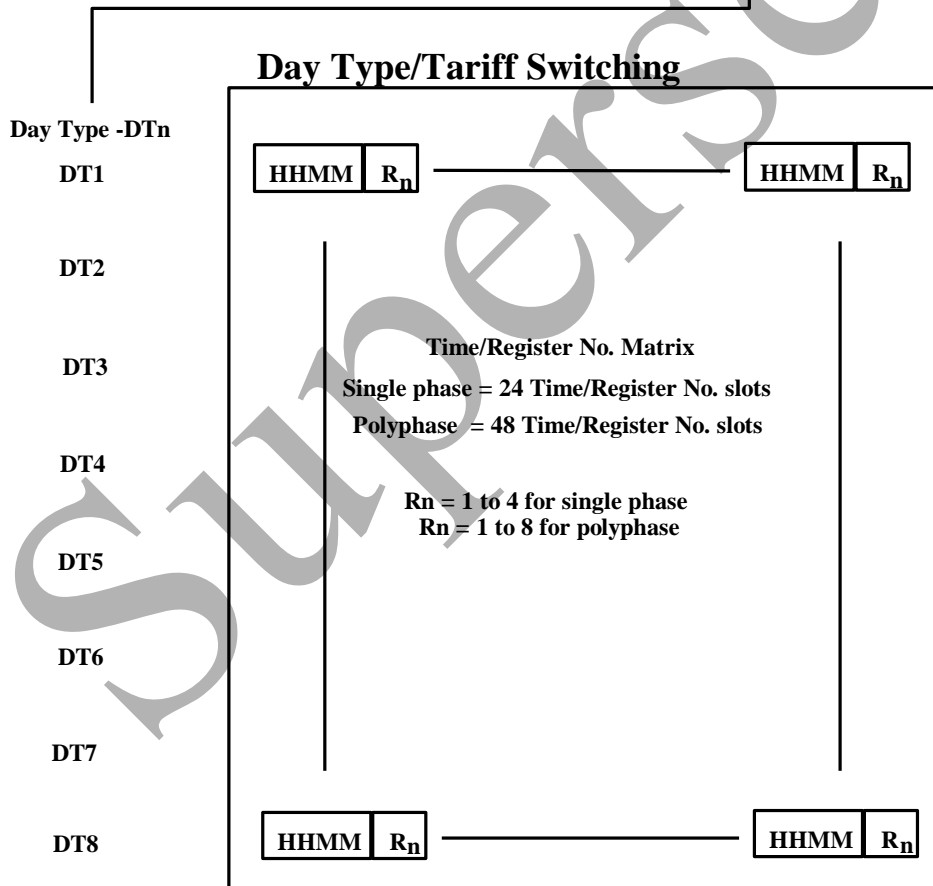 Day Type/Tariff Switching
Day Type -DTn
DT1
HHMM Rn HHMM Rn
DT2
DT3
Time/Register No. Matrix
Single phase = 24 Time/Register No. slots
Polyphase = 48 Time/Register No. slots
DT4
Rn = 1 to 4 for single phase
Rn = 1 to 8 for polyphase
DT5
DT6
DT7
DT8
HHMM Rn HHMM Rn
Superse